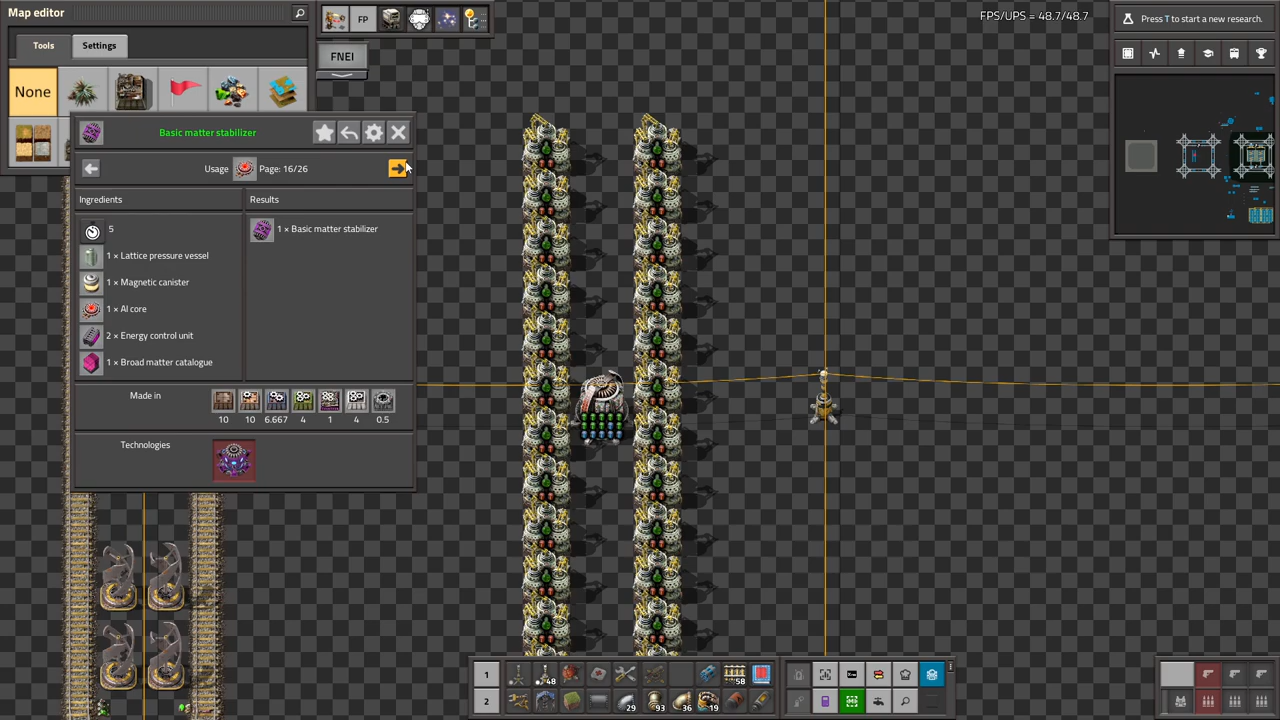 Map editor
FP
FPS/UPS = 48.7/48.7
Press T to start a new research.
Tools
Settings
FNEI
None
Basic matter stabilizer
Usage
Page: 16/26
Ingredients
Results
5
1 × Basic matter stabilizer
1 × Lattice pressure vessel
1 × Magnetic canister
1 × AI core
2 × Energy control unit
1 × Broad matter catalogue
Made in
10
10
6.667
4
1
4
0.5
Technologies
1
48
58
2
29
93
36
19